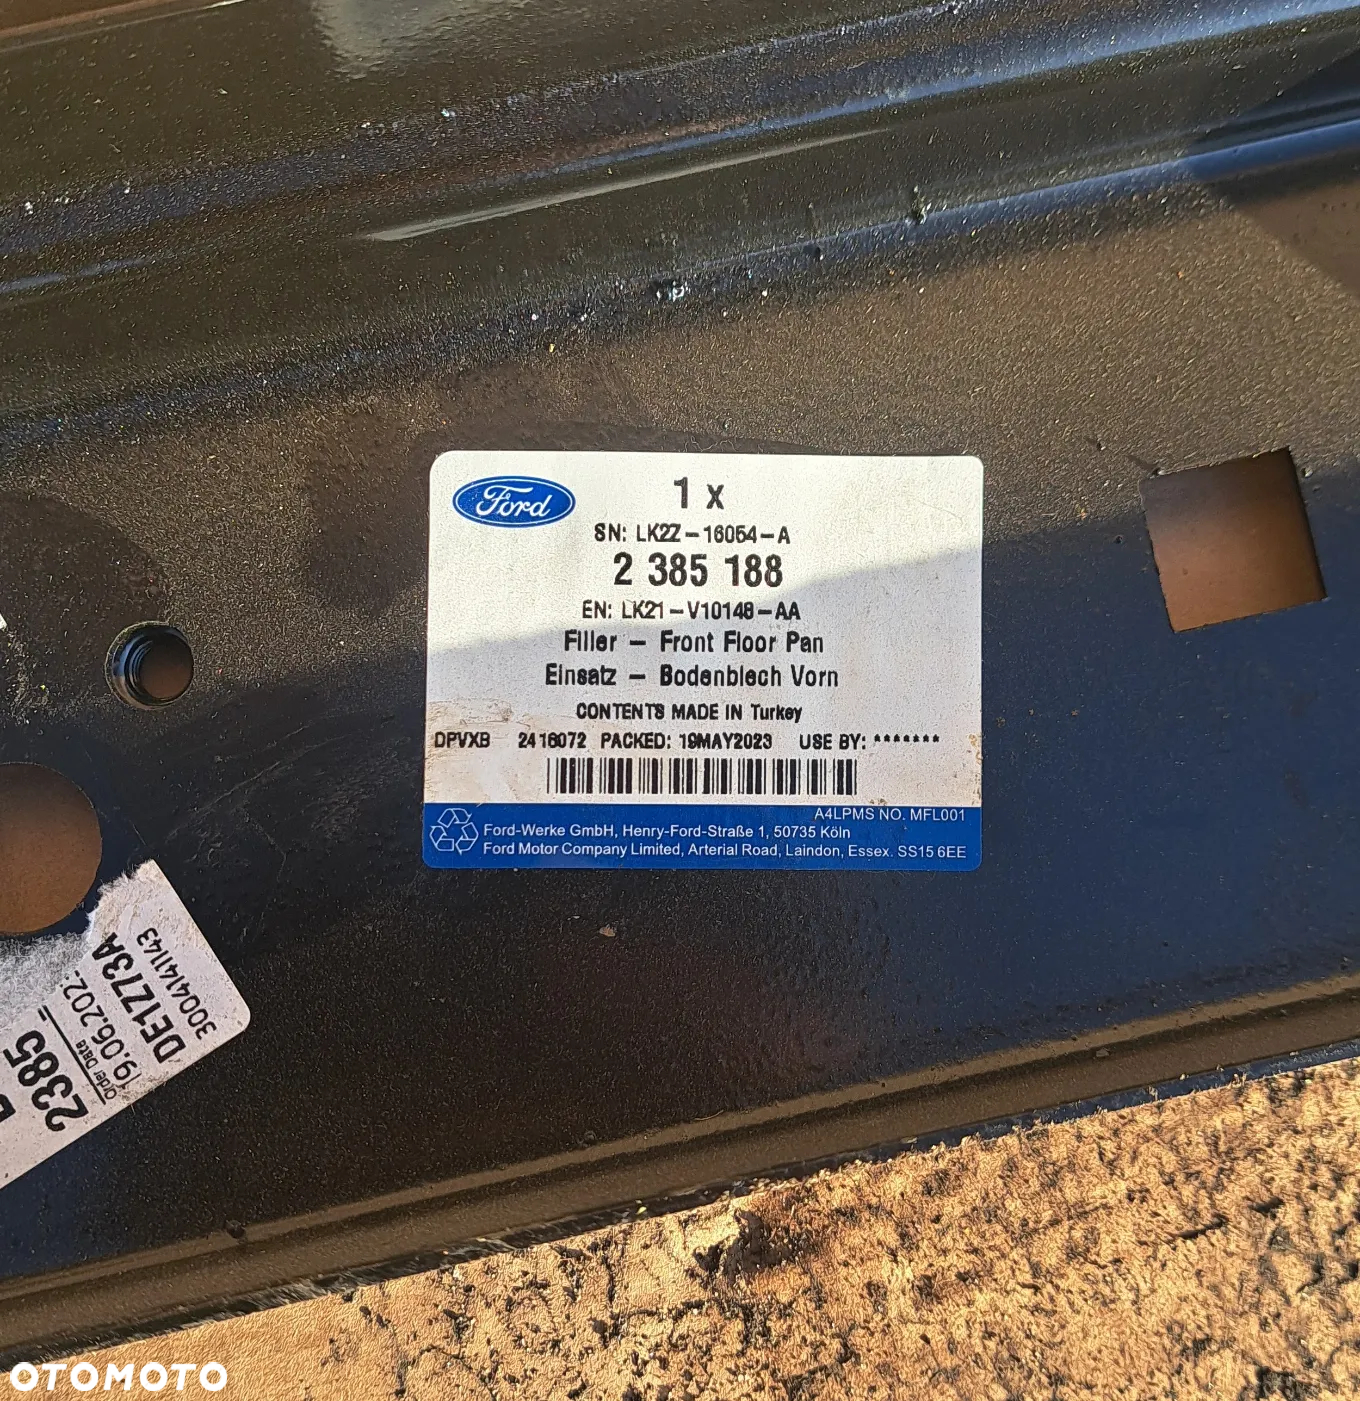 Ford
1 x
SN: LK2Z-16054-A
2 385 188
EN: LK21-V10148-AA
Filler - Front Floor Pan
Einsatz - Bodenblech Vorn
CONTENTS MADE IN Turkey
DPVXB 2416072 PACKED: 19MAY2023 USE BY: *******
A4LPMS NO. MFL001
Ford-Werke GmbH, Henry-Ford-Straße 1, 50735 Köln
Ford Motor Company Limited, Arterial Road, Laindon, Essex. SS15 6EE
2385
Order Date
19.06.202
DE1Z73A
3004141143
OTOMOTO